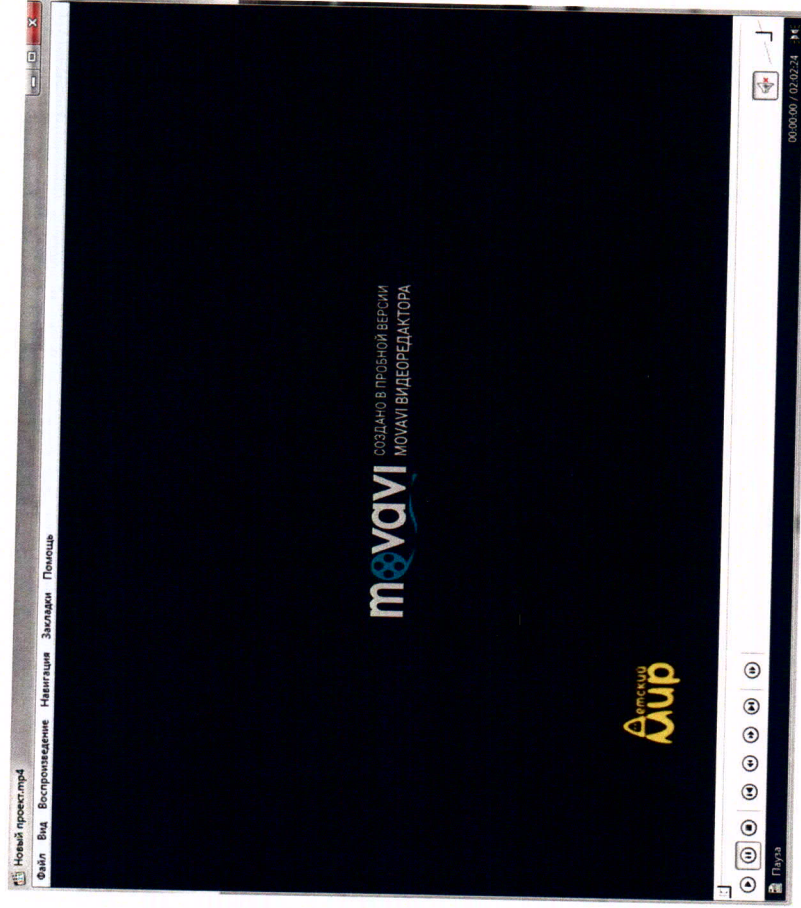 Новый проект.mp4
Файл Вид Воспроизведение Навигация Закладки Помощь
movavi
СОЗДАНО В ПРОБНОЙ ВЕРСИИ
MOVAVI ВИДЕОРЕДАКТОРА
Детский
Мир
Пауза
00:00:00 / 02:02:24